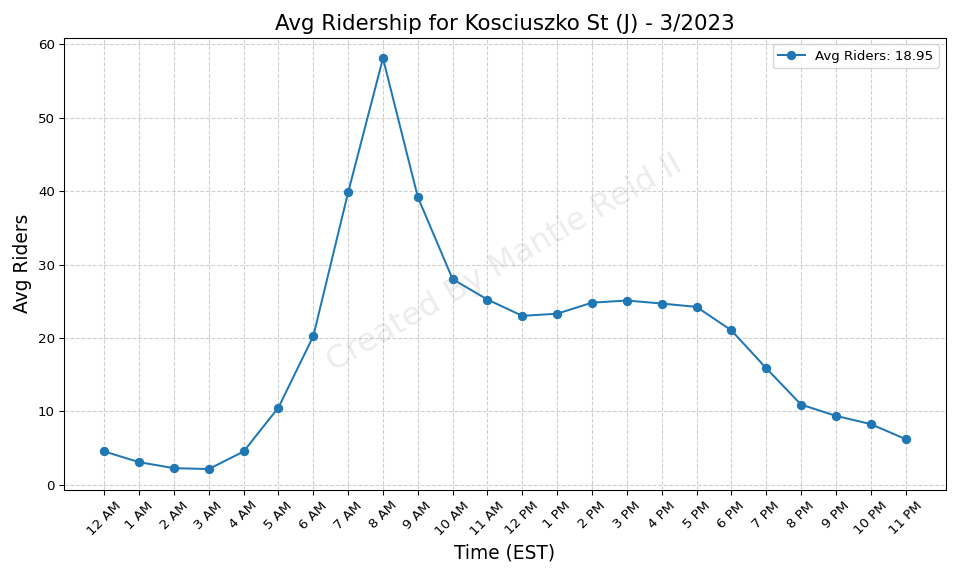 Avg Ridership for Kosciuszko St (J) - 3/2023
Avg Riders: 18.95
Avg Riders
60
50
40
30
20
10
0
Created By Mantie Reid II
12 AM
1 AM
2 AM
3 AM
4 AM
5 AM
6 AM
7 AM
8 AM
9 AM
10 AM
11 AM
12 PM
1 PM
2 PM
3 PM
4 PM
5 PM
6 PM
7 PM
8 PM
9 PM
10 PM
11 PM
Time (EST)